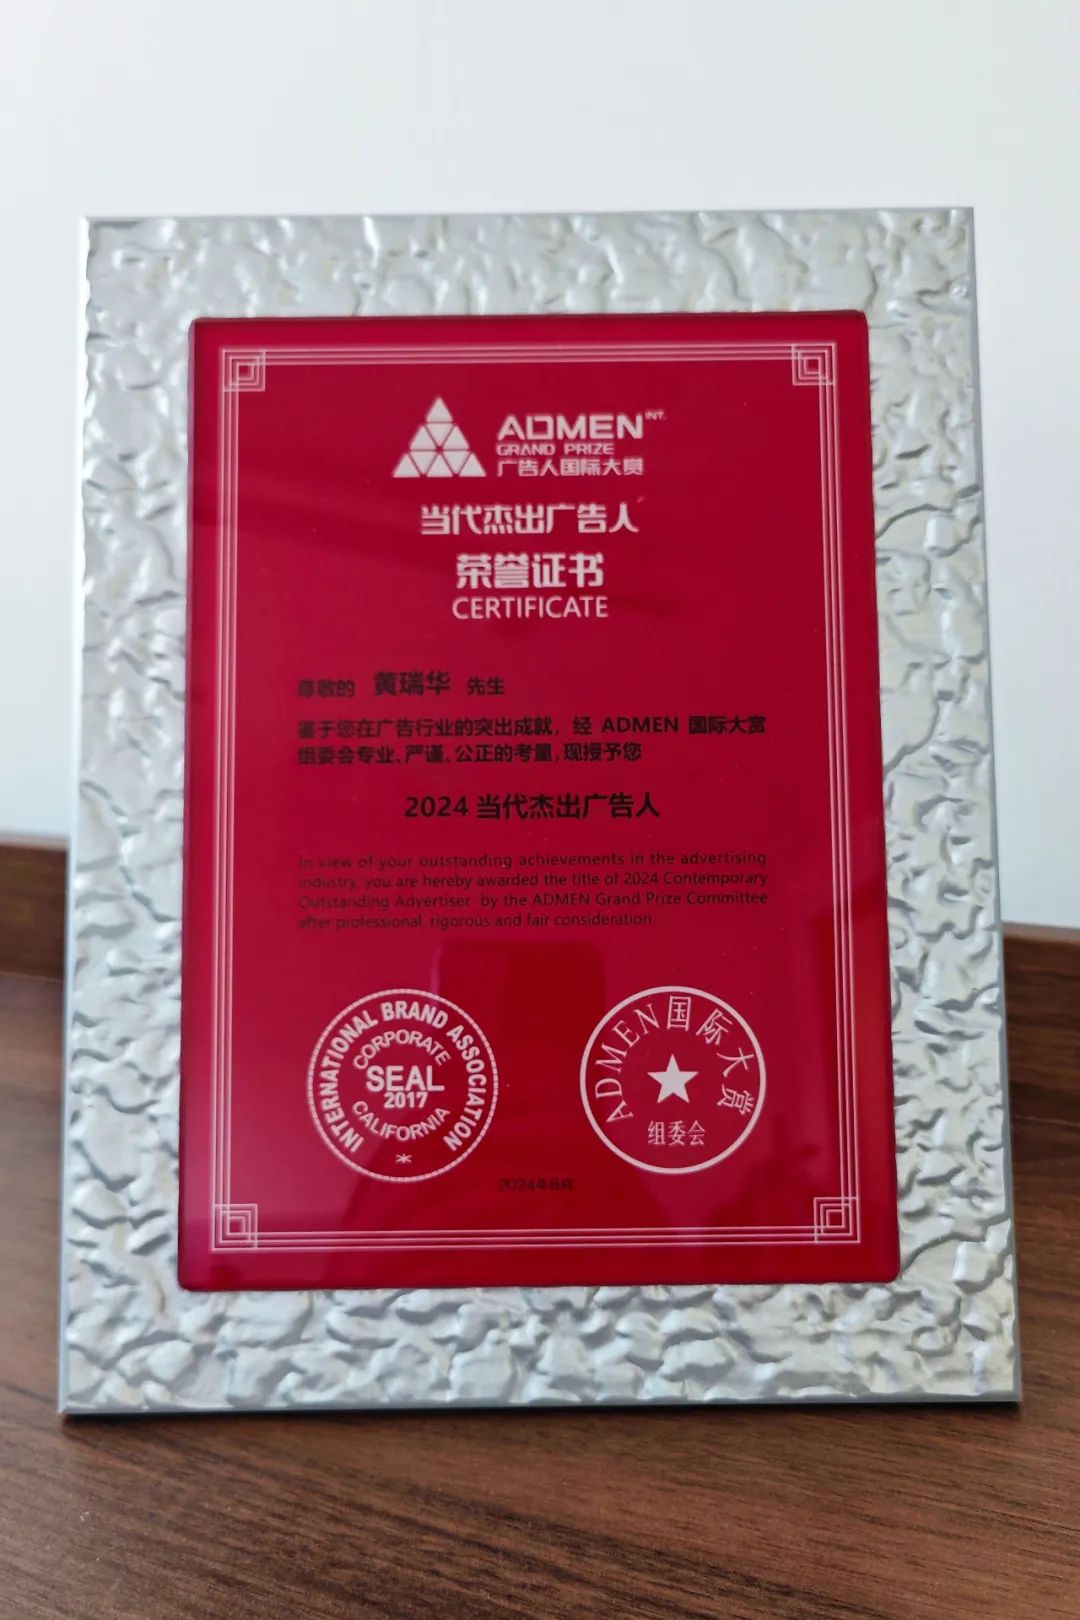 ADMEN INT.
GRAND PRIZE
广告人国际大赏
当代杰出广告人
荣誉证书
CERTIFICATE
尊敬的 黄瑞华 先生
鉴于您在广告行业的突出成就，经 ADMEN 国际大赏
组委会专业、严谨、公正的考量，现授予您
2024 当代杰出广告人
In view of your outstanding achievements in the advertising
industry, you are hereby awarded the title of 2024 Contemporary
Outstanding Advertiser by the ADMEN Grand Prize Committee
after professional, rigorous and fair consideration.
INTERNATIONAL BRAND ASSOCIATION
CORPORATE
SEAL
2017
CALIFORNIA
ADMEN国际大赏
组委会
2024年8月